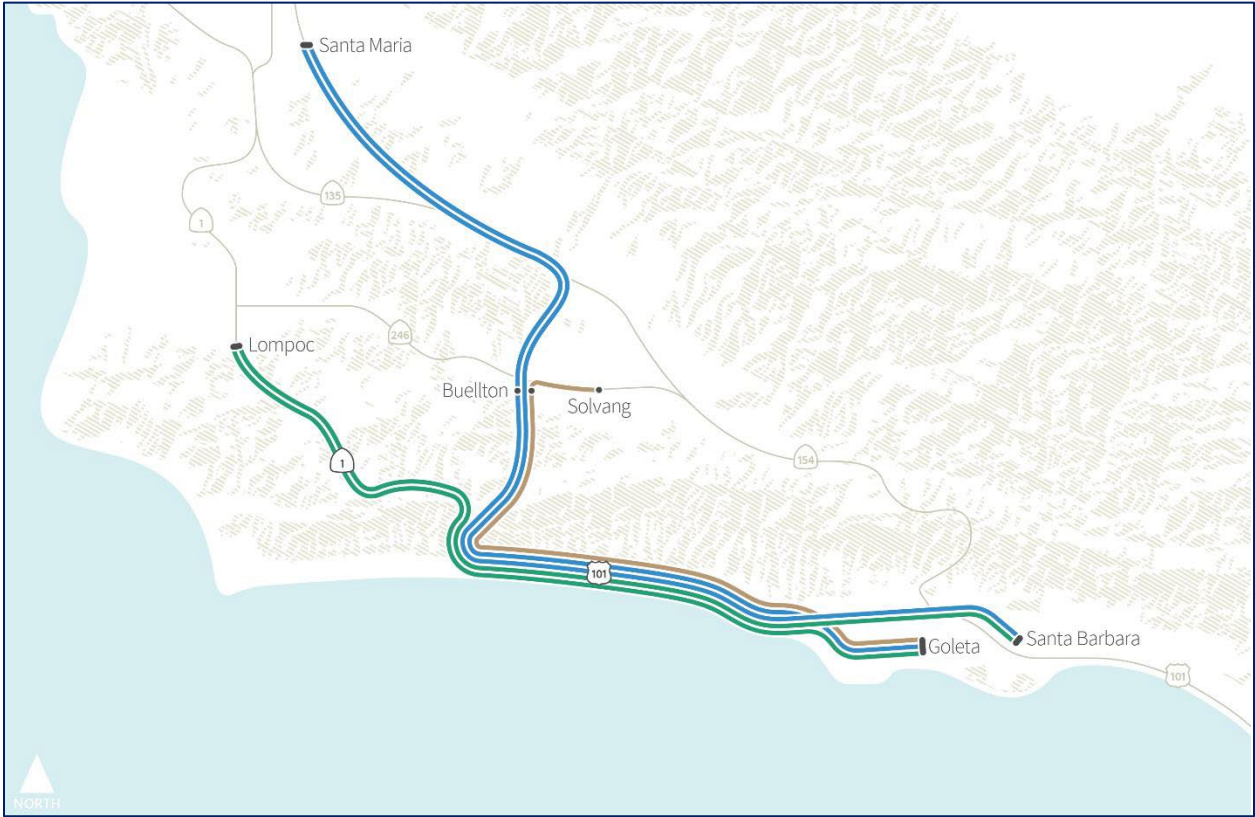 Santa Maria
135
1
246
Lompoc
Buellton
Solvang
1
154
101
Goleta
Santa Barbara
101
NORTH